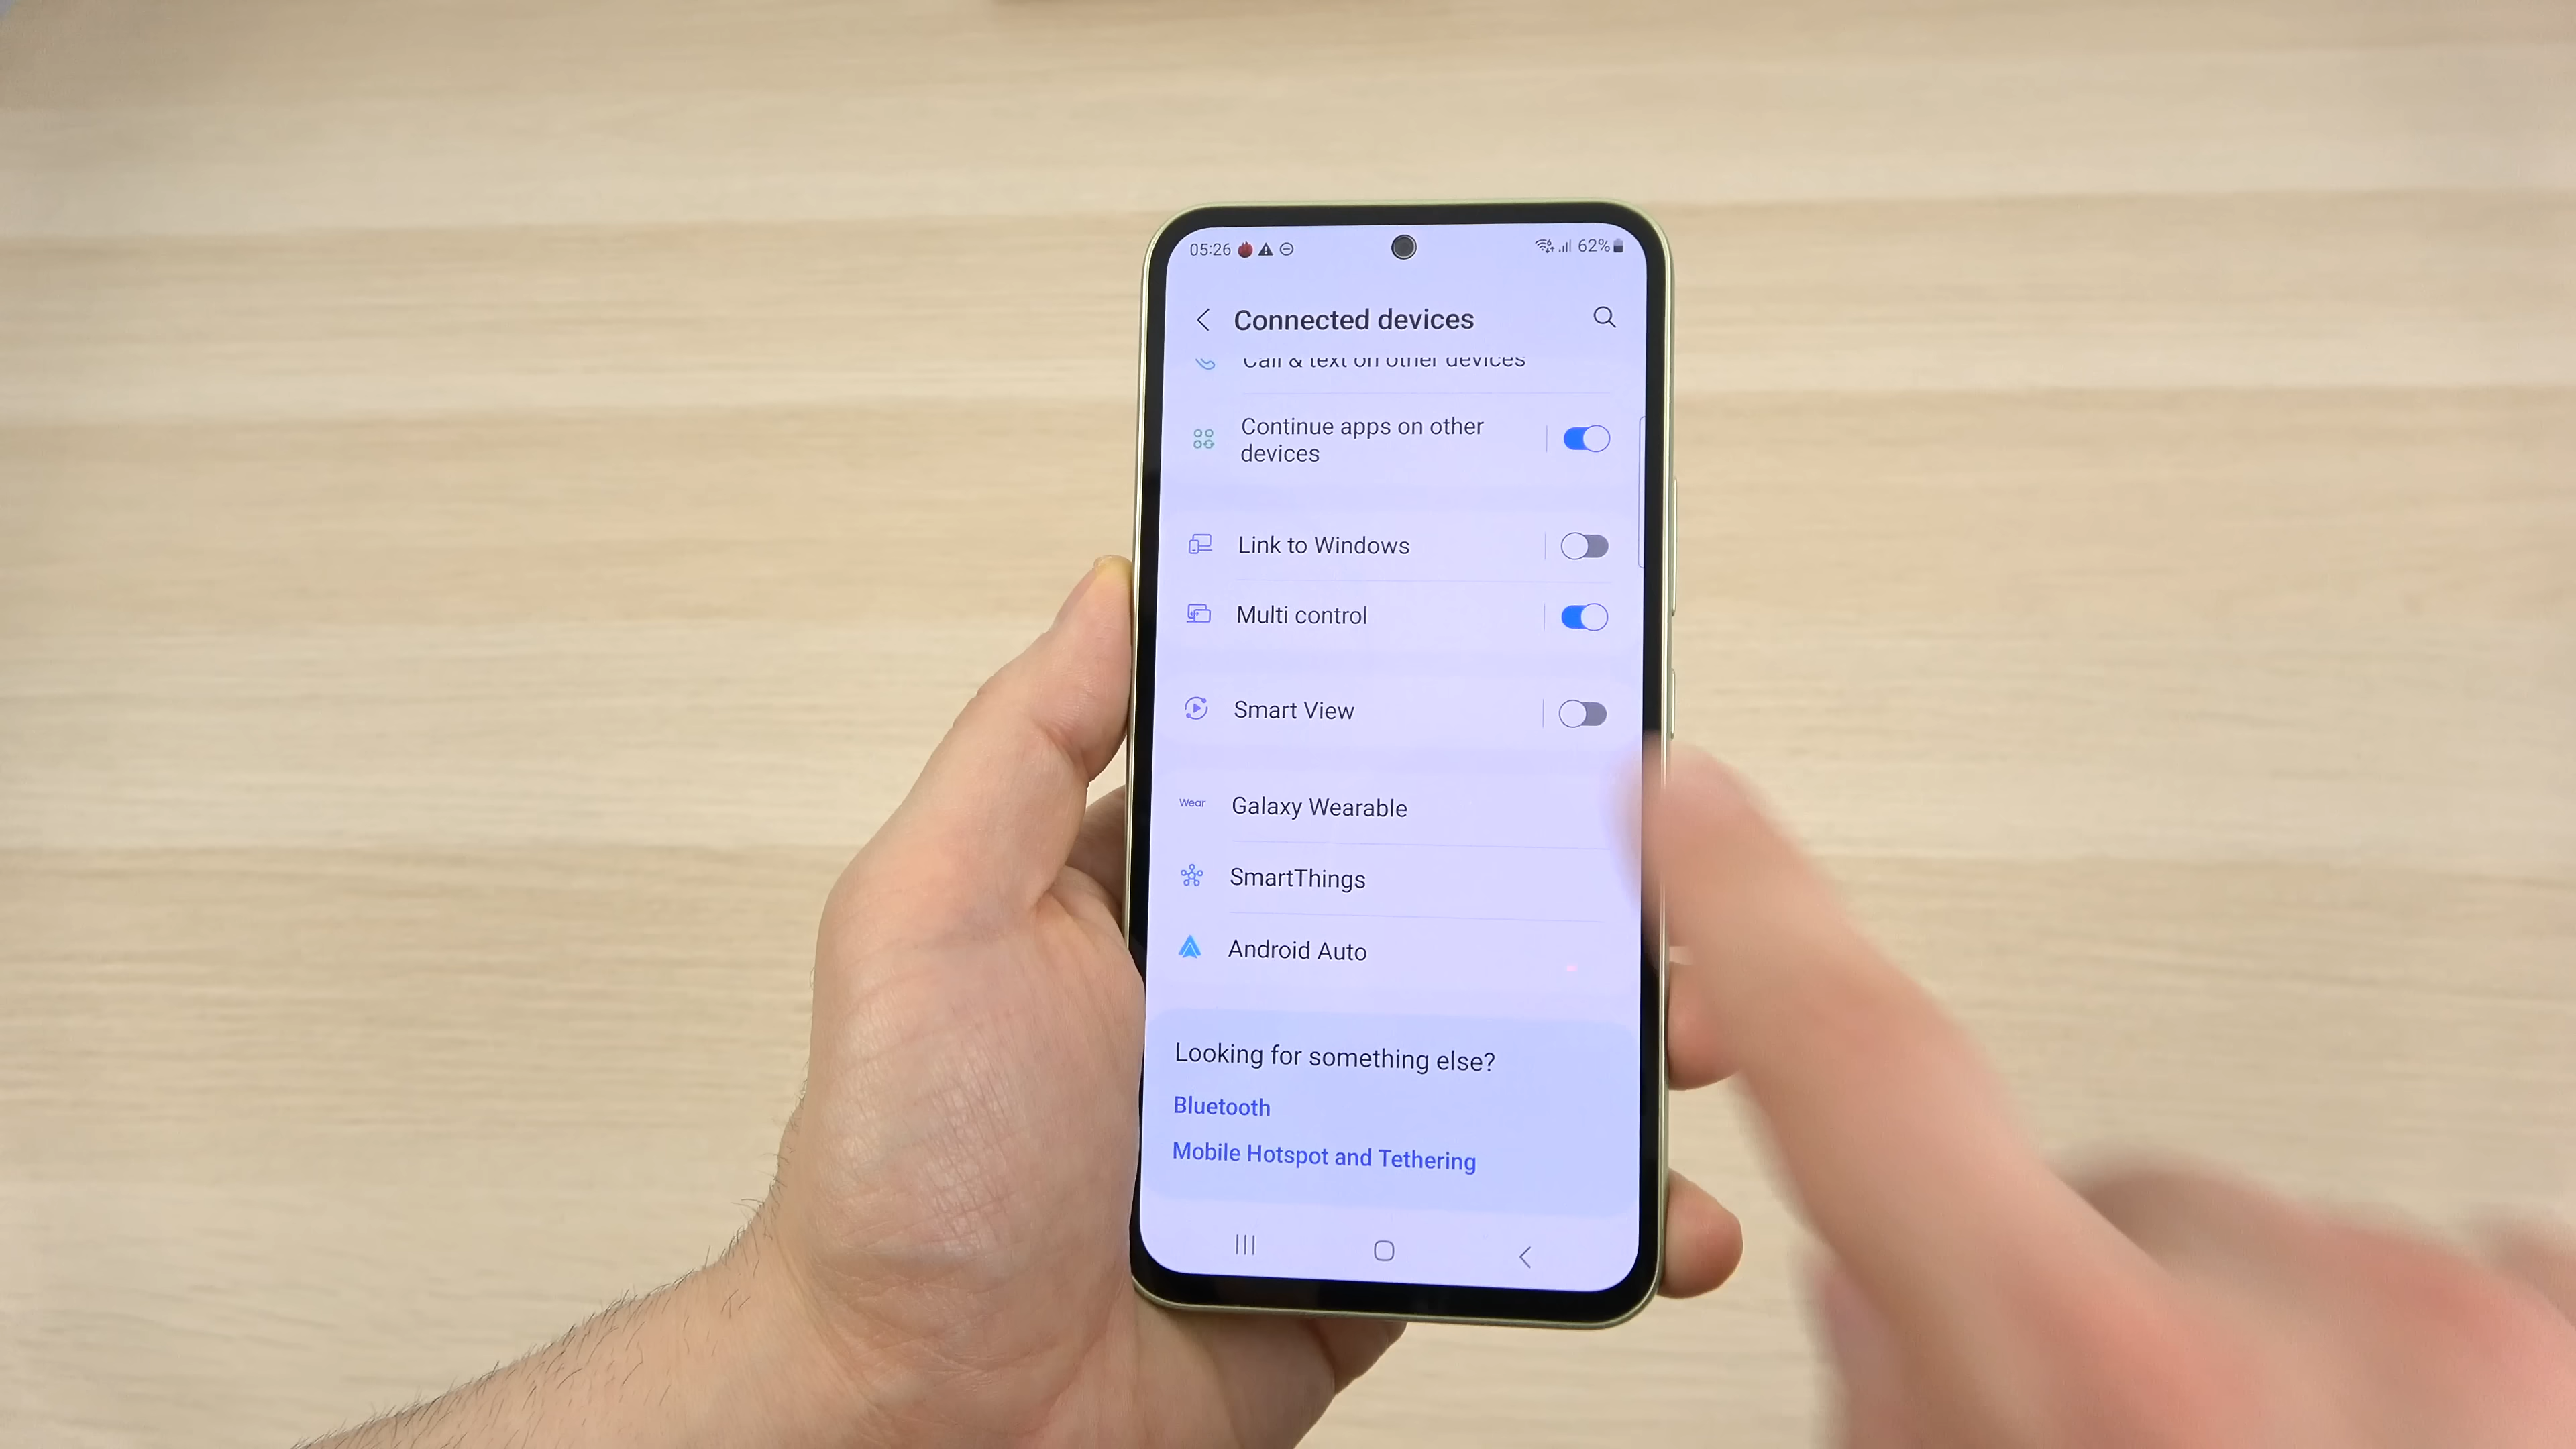 05:26
62%
Connected devices
Call & text on other devices
Continue apps on other
devices
Link to Windows
Multi control
Smart View
Wear
Galaxy Wearable
SmartThings
Android Auto
Looking for something else?
Bluetooth
Mobile Hotspot and Tethering